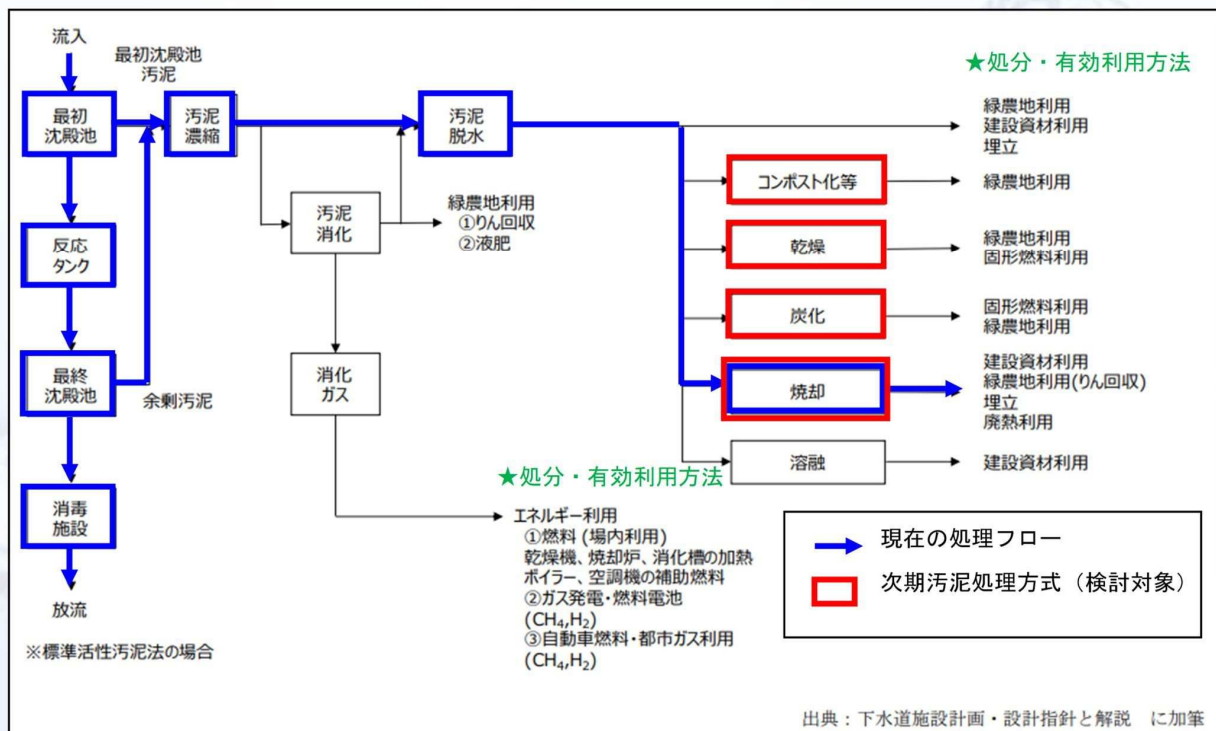 流入
最初沈殿池
汚泥
最初
沈殿池
反応
タンク
最終
沈殿池
消毒
施設
放流
※標準活性汚泥法の場合
余剰汚泥
汚泥
濃縮
汚泥
消化
緑農地利用
①りん回収
②液肥
消化
ガス
汚泥
脱水
★処分・有効利用方法
エネルギー利用
①燃料 (場内利用)
乾燥機、焼却炉、消化槽の加熱
ボイラー、空調機の補助燃料
②ガス発電・燃料電池
(CH₄,H₂)
③自動車燃料・都市ガス利用
(CH₄,H₂)
★処分・有効利用方法
緑農地利用
建設資材利用
埋立
コンポスト化等
緑農地利用
乾燥
緑農地利用
固形燃料利用
炭化
固形燃料利用
緑農地利用
焼却
建設資材利用
緑農地利用(りん回収)
埋立
廃熱利用
溶融
建設資材利用
現在の処理フロー
次期汚泥処理方式（検討対象）
出典：下水道施設計画・設計指針と解説　に加筆